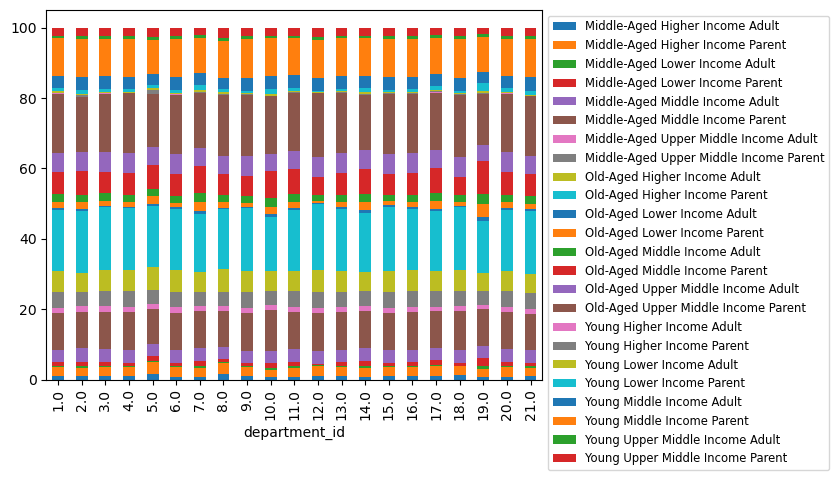 100
80
60
40
20
0
1.0
2.0
3.0
4.0
5.0
6.0
7.0
8.0
9.0
10.0
11.0
12.0
13.0
14.0
15.0
16.0
17.0
18.0
19.0
20.0
21.0
department_id
Middle-Aged Higher Income Adult
Middle-Aged Higher Income Parent
Middle-Aged Lower Income Adult
Middle-Aged Lower Income Parent
Middle-Aged Middle Income Adult
Middle-Aged Middle Income Parent
Middle-Aged Upper Middle Income Adult
Middle-Aged Upper Middle Income Parent
Old-Aged Higher Income Adult
Old-Aged Higher Income Parent
Old-Aged Lower Income Adult
Old-Aged Lower Income Parent
Old-Aged Middle Income Adult
Old-Aged Middle Income Parent
Old-Aged Upper Middle Income Adult
Old-Aged Upper Middle Income Parent
Young Higher Income Adult
Young Higher Income Parent
Young Lower Income Adult
Young Lower Income Parent
Young Middle Income Adult
Young Middle Income Parent
Young Upper Middle Income Adult
Young Upper Middle Income Parent